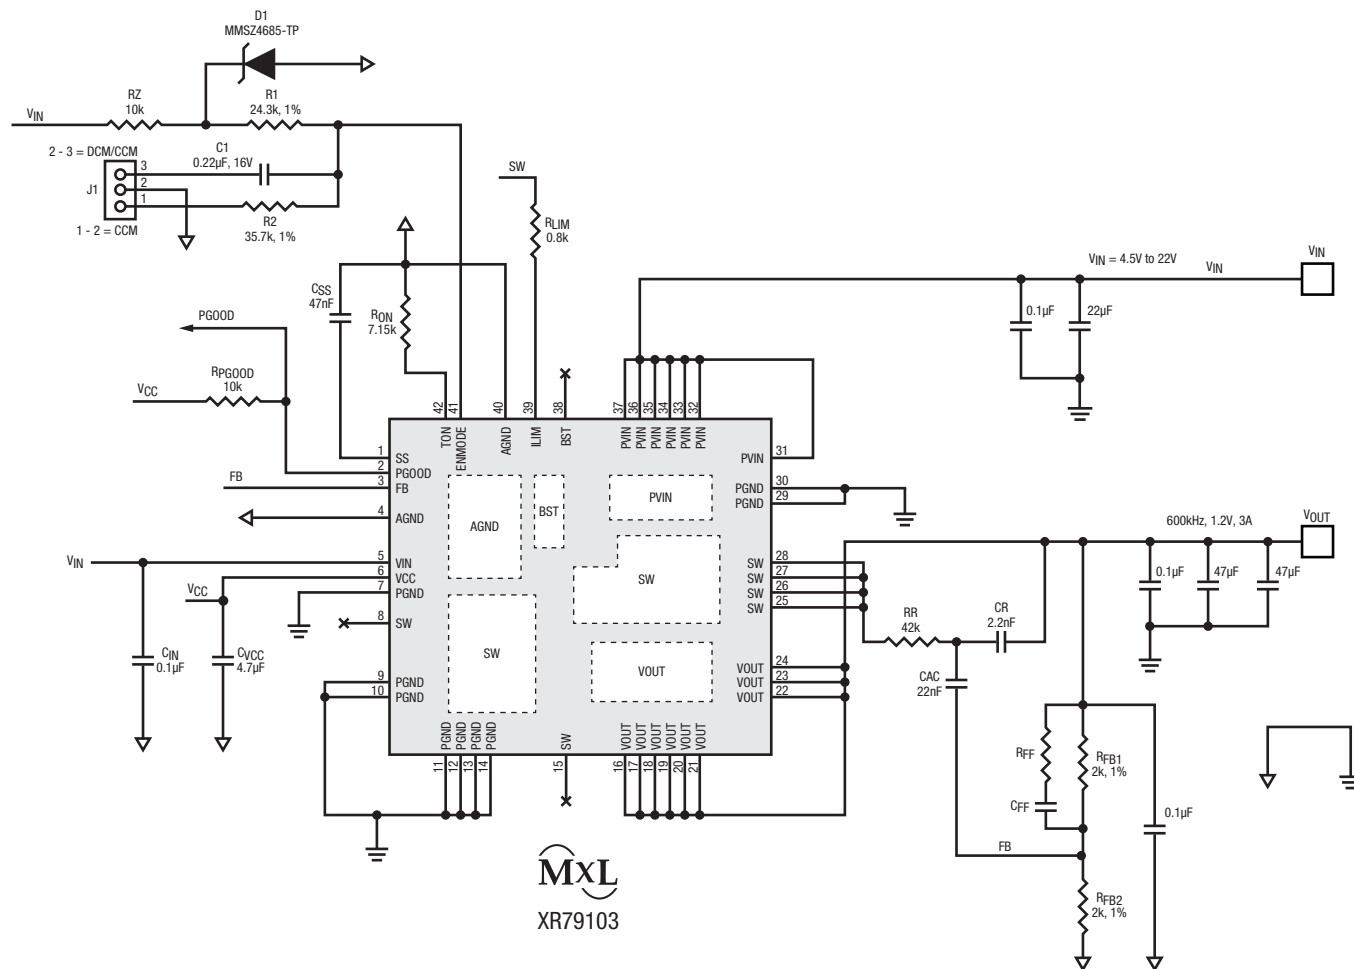 D1
MMSZ4685-TP
RZ
10k
R1
24.3k, 1%
VIN
2 - 3 = DCM/CCM
C1
0.22µF, 16V
3
2
1
J1
R2
35.7k, 1%
1 - 2 = CCM
SW
RLIM
0.8k
CSS
47nF
RON
7.15k
PGOOD
RPGOOD
10k
VCC
VIN = 4.5V to 22V
VIN
VIN
0.1µF
22µF
42
41
40
39
38
37
36
35
34
33
32
TON
ENMODE
AGND
ILIM
BST
PVIN
PVIN
PVIN
PVIN
PVIN
PVIN
1
SS
2
PGOOD
FB
3
FB
4
AGND
VIN
5
VIN
6
VCC
VCC
7
PGND
8
SW
9
PGND
10
PGND
CIN
0.1µF
CVCC
4.7µF
AGND
BST
PVIN
SW
SW
VOUT
PVIN
31
PGND
30
PGND
29
SW
28
SW
27
SW
26
SW
25
VOUT
24
VOUT
23
VOUT
22
PGND
PGND
PGND
PGND
SW
VOUT
VOUT
VOUT
VOUT
VOUT
VOUT
11
12
13
14
15
16
17
18
19
20
21
600kHz, 1.2V, 3A
VOUT
0.1µF
47µF
47µF
RR
42k
CR
2.2nF
CAC
22nF
RFF
RFB1
2k, 1%
CFF
0.1µF
FB
RFB2
2k, 1%
MXL
XR79103